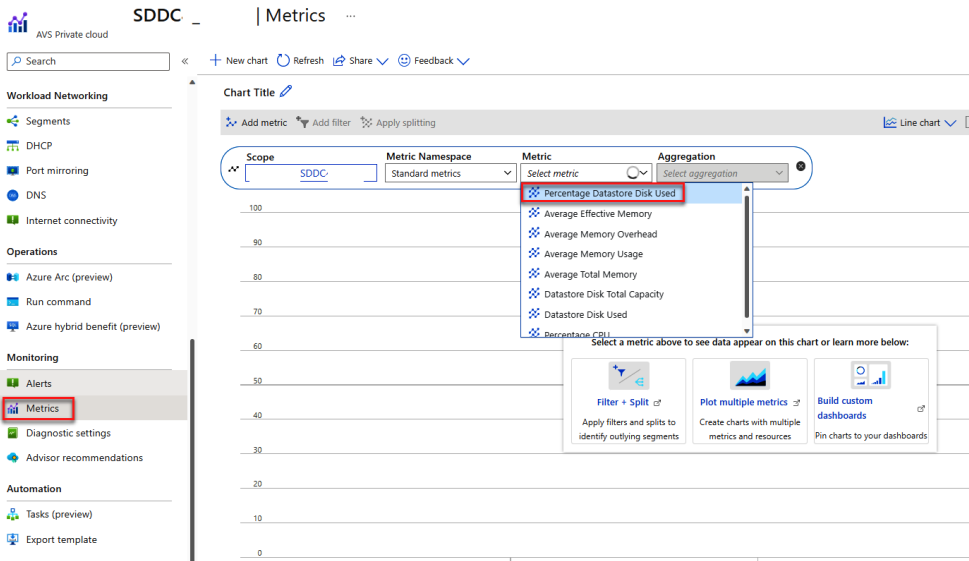 SDDC _ | Metrics ...
AVS Private cloud
Search
«
New chart Refresh Share Feedback
Workload Networking
Segments
DHCP
Port mirroring
DNS
Internet connectivity
Operations
Azure Arc (preview)
Run command
Azure hybrid benefit (preview)
Monitoring
Alerts
Metrics
Diagnostic settings
Advisor recommendations
Automation
Tasks (preview)
Export template
Chart Title
Add metric Add filter Apply splitting Line chart
Scope Metric Namespace Metric Aggregation
SDDC- Standard metrics Select metric Select aggregation
Percentage Datastore Disk Used
Average Effective Memory
Average Memory Overhead
Average Memory Usage
Average Total Memory
Datastore Disk Total Capacity
Datastore Disk Used
Percentage CPU
100
90
80
70
60
50
40
30
20
10
0
Select a metric above to see data appear on this chart or learn more below:
Filter + Split
Apply filters and splits to
identify outlying segments
Plot multiple metrics
Create charts with multiple
metrics and resources
Build custom
dashboards
Pin charts to your dashboards